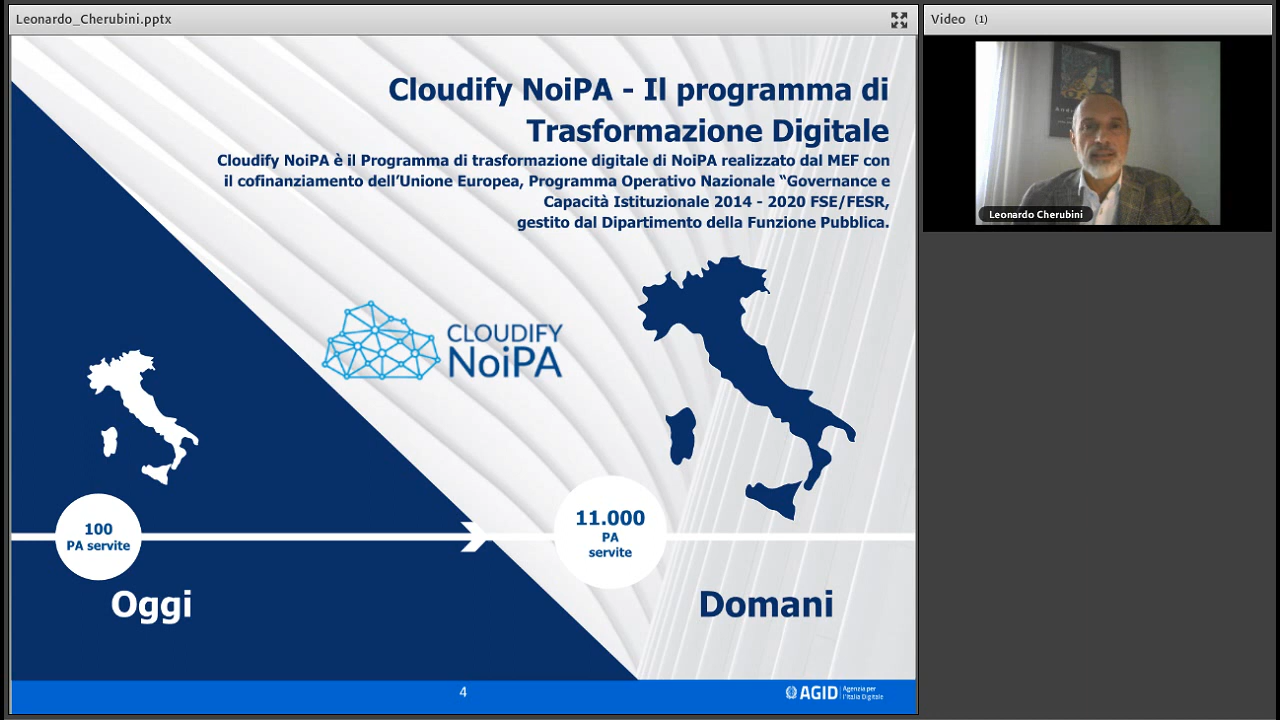 Leonardo_Cherubini.pptx
Cloudify NoiPA - Il programma di
Trasformazione Digitale
Cloudify NoiPA è il Programma di trasformazione digitale di NoiPA realizzato dal MEF con
il cofinanziamento dell’Unione Europea, Programma Operativo Nazionale “Governance e
Capacità Istituzionale 2014 - 2020 FSE/FESR,
gestito dal Dipartimento della Funzione Pubblica.
CLOUDIFY
NoiPA
100
PA servite
11.000
PA
servite
Oggi
Domani
4
AGID
Agenzia per
l'Italia Digitale
Video (1)
Leonardo Cherubini